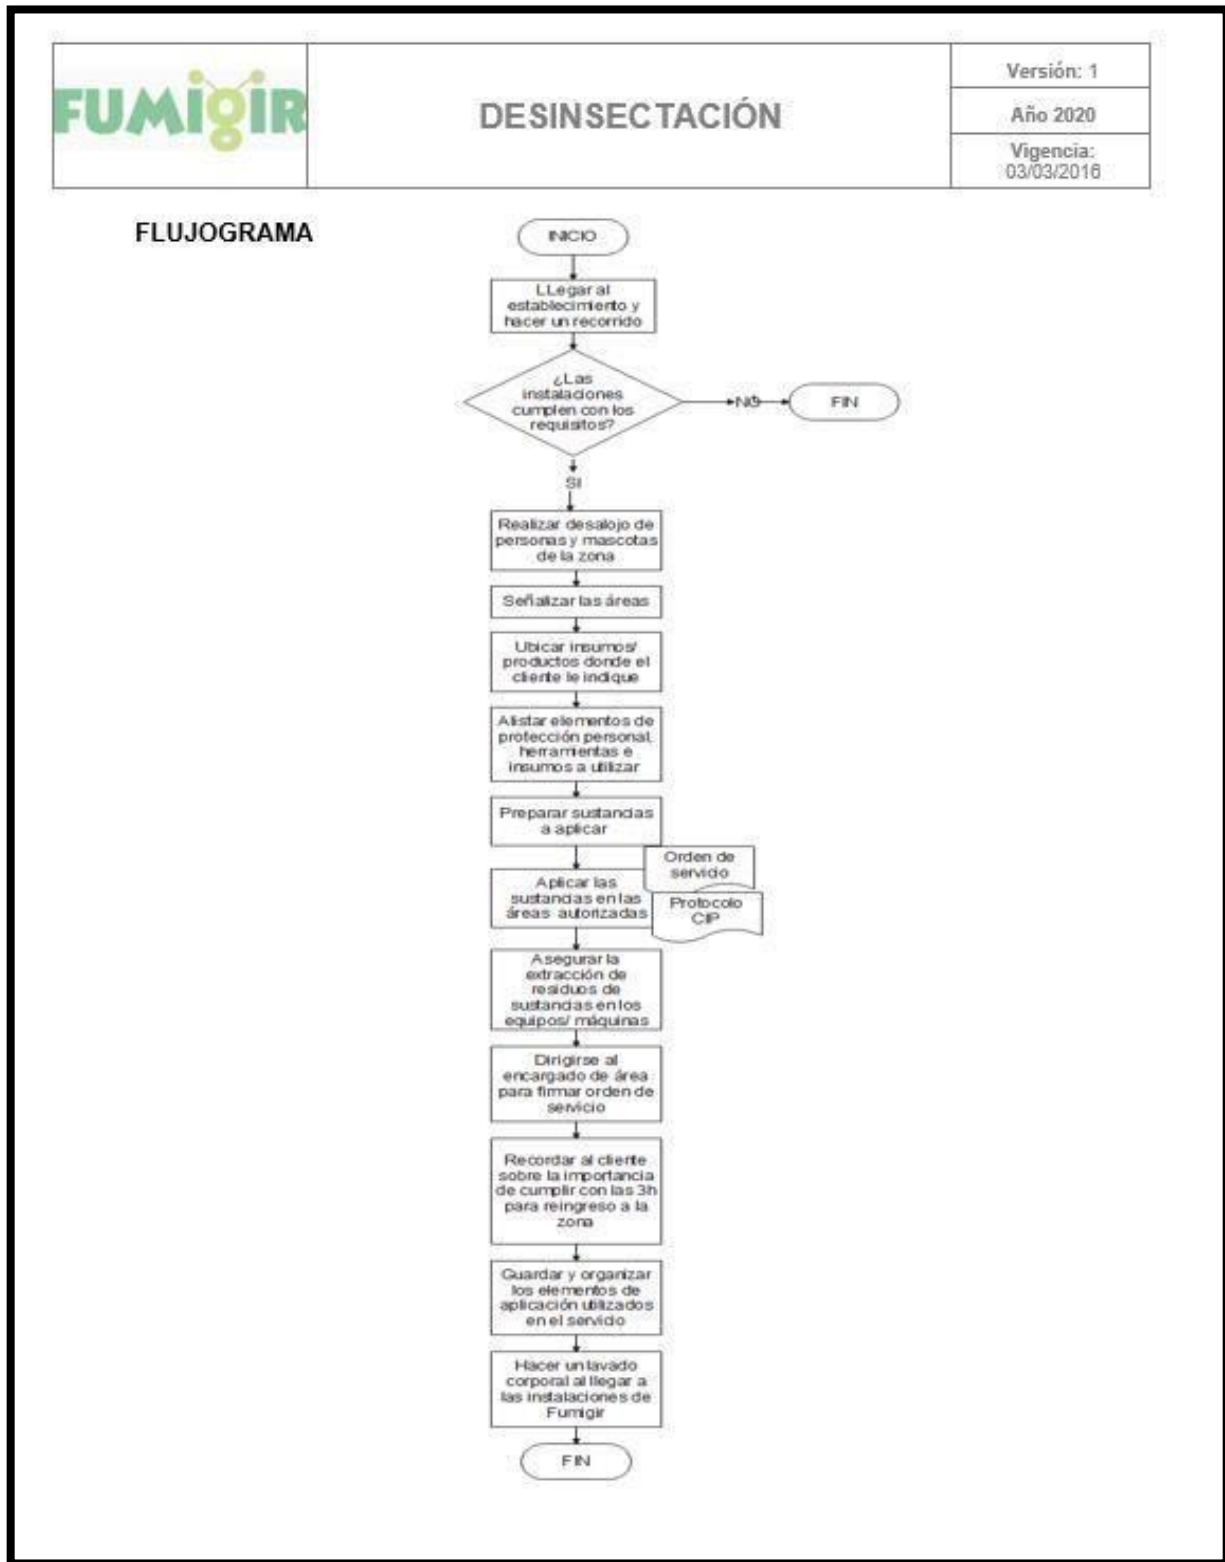 FUMIGIR
DESINSECTACIÓN
Versión: 1
Año 2020
Vigencia:
03/03/2016
FLUJOGRAMA
INICIO
LLegar al
establecimiento y
hacer un recorrido
¿Las
instalaciones
cumplen con los
requisitos?
NO
FIN
SI
Realizar desalojo de
personas y mascotas
de la zona
Señalizar las áreas
Ubicar insumos/
productos donde el
cliente le indique
Alistar elementos de
protección personal,
herramientas e
insumos a utilizar
Preparar sustancias
a aplicar
Orden de
servicio
Aplicar las
sustancias en las
áreas autorizadas
Protocolo
CIP
Asegurar la
extracción de
residuos de
sustancias en los
equipos/ máquinas
Dirigirse al
encargado de área
para firmar orden de
servicio
Recordar al cliente
sobre la importancia
de cumplir con las 3h
para reingreso a la
zona
Guardar y organizar
los elementos de
aplicación utilizados
en el servicio
Hacer un lavado
corporal al llegar a
las instalaciones de
Fumigir
FIN